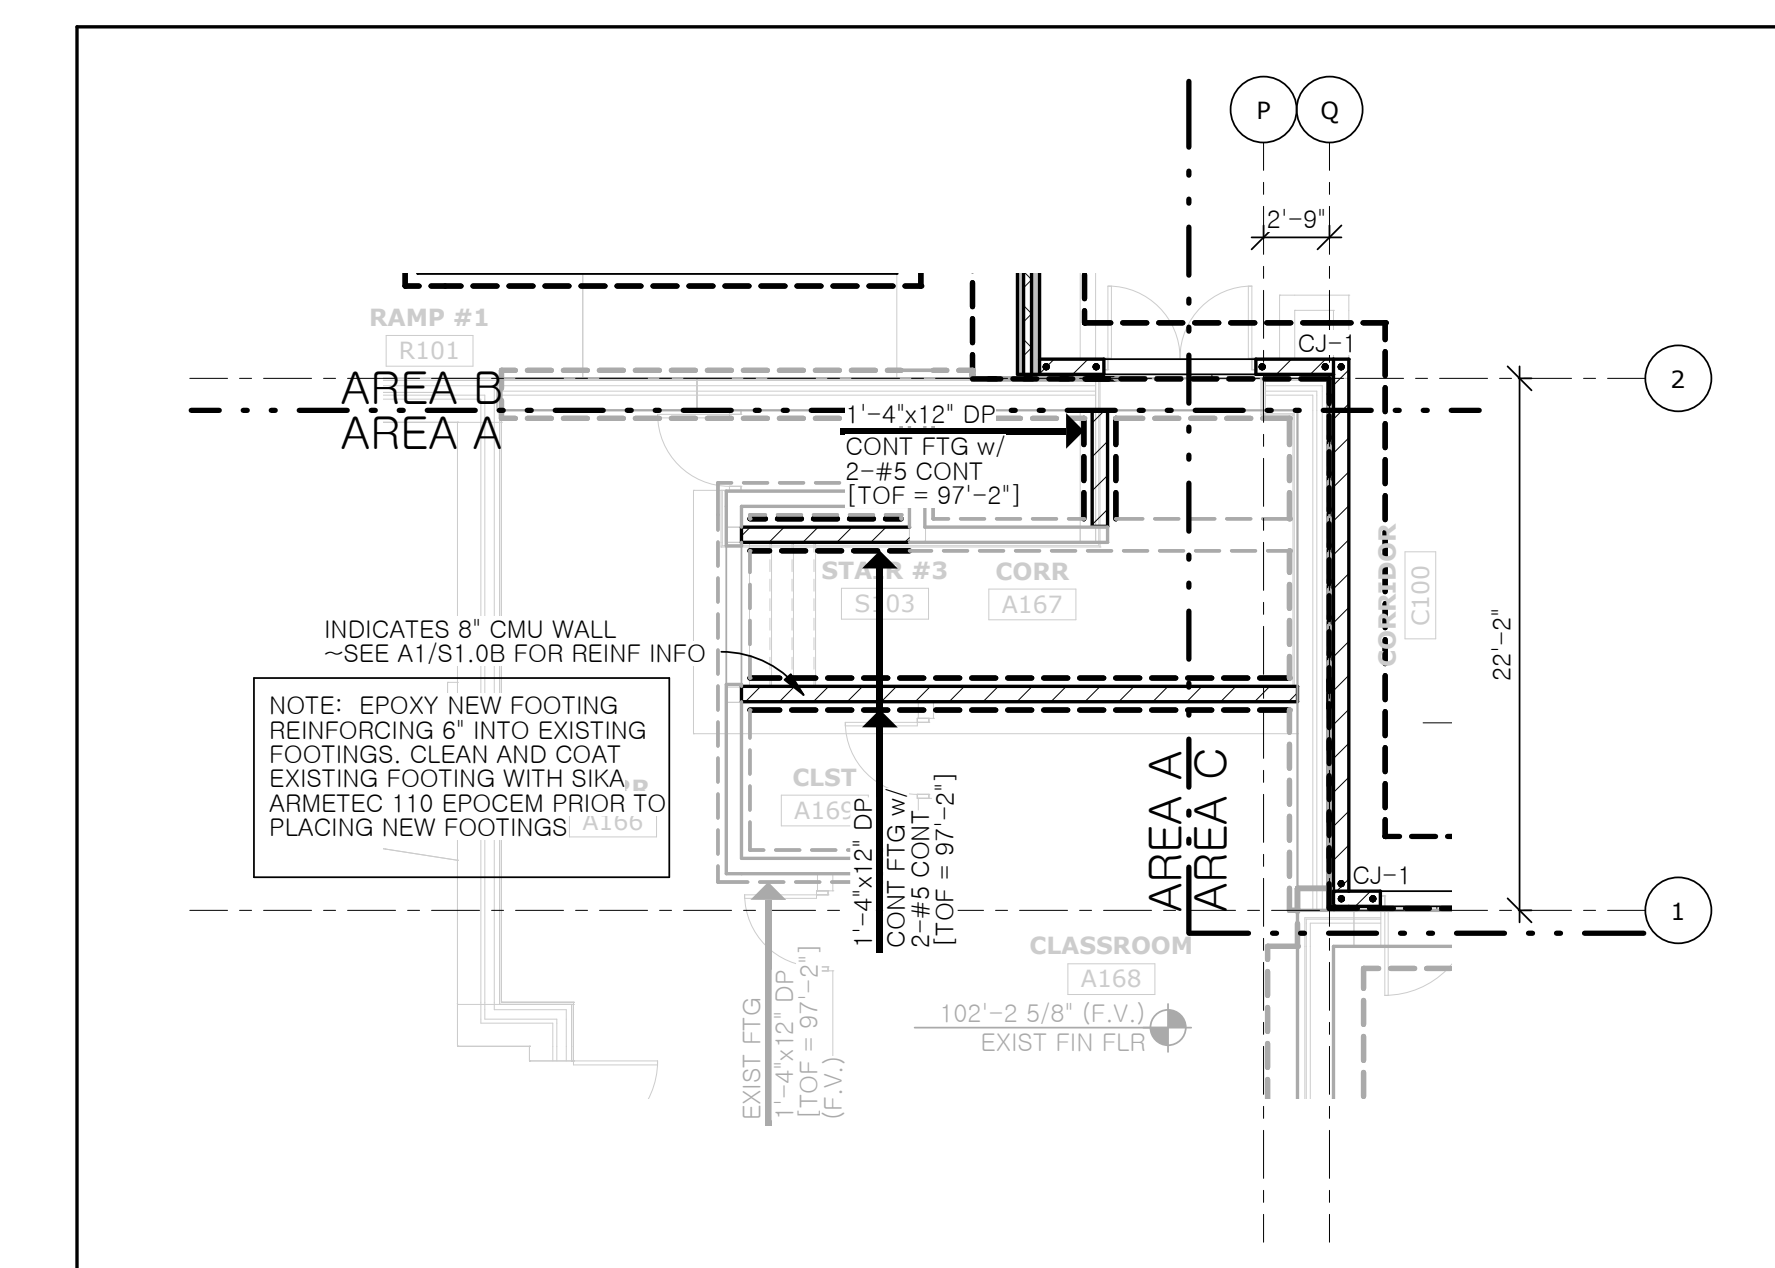 P
Q
2'-9"
RAMP #1
R101
CJ-1
2
AREA B
AREA A
1'-4"x12" DP
CONT FTG w/
2-#5 CONT
[TOF = 97'-2"]
STAIR #3
S103
CORR
A167
CORRIDOR
C100
22'-2"
INDICATES 8" CMU WALL
~SEE A1/S1.0B FOR REINF INFO
NOTE: EPOXY NEW FOOTING
REINFORCING 6" INTO EXISTING
FOOTINGS. CLEAN AND COAT
EXISTING FOOTING WITH SIKA
ARMETEC 110 EPOCEM PRIOR TO
PLACING NEW FOOTINGS
A166
CLST
A169
1'-4"x12" DP
CONT FTG w/
2-#5 CONT
[TOF = 97'-2"]
AREA A
AREA C
CJ-1
1
CLASSROOM
A168
102'-2 5/8" (F.V.)
EXIST FIN FLR
EXIST FTG
1'-4"x12" DP
[TOF = 97'-2"]
(F.V.)